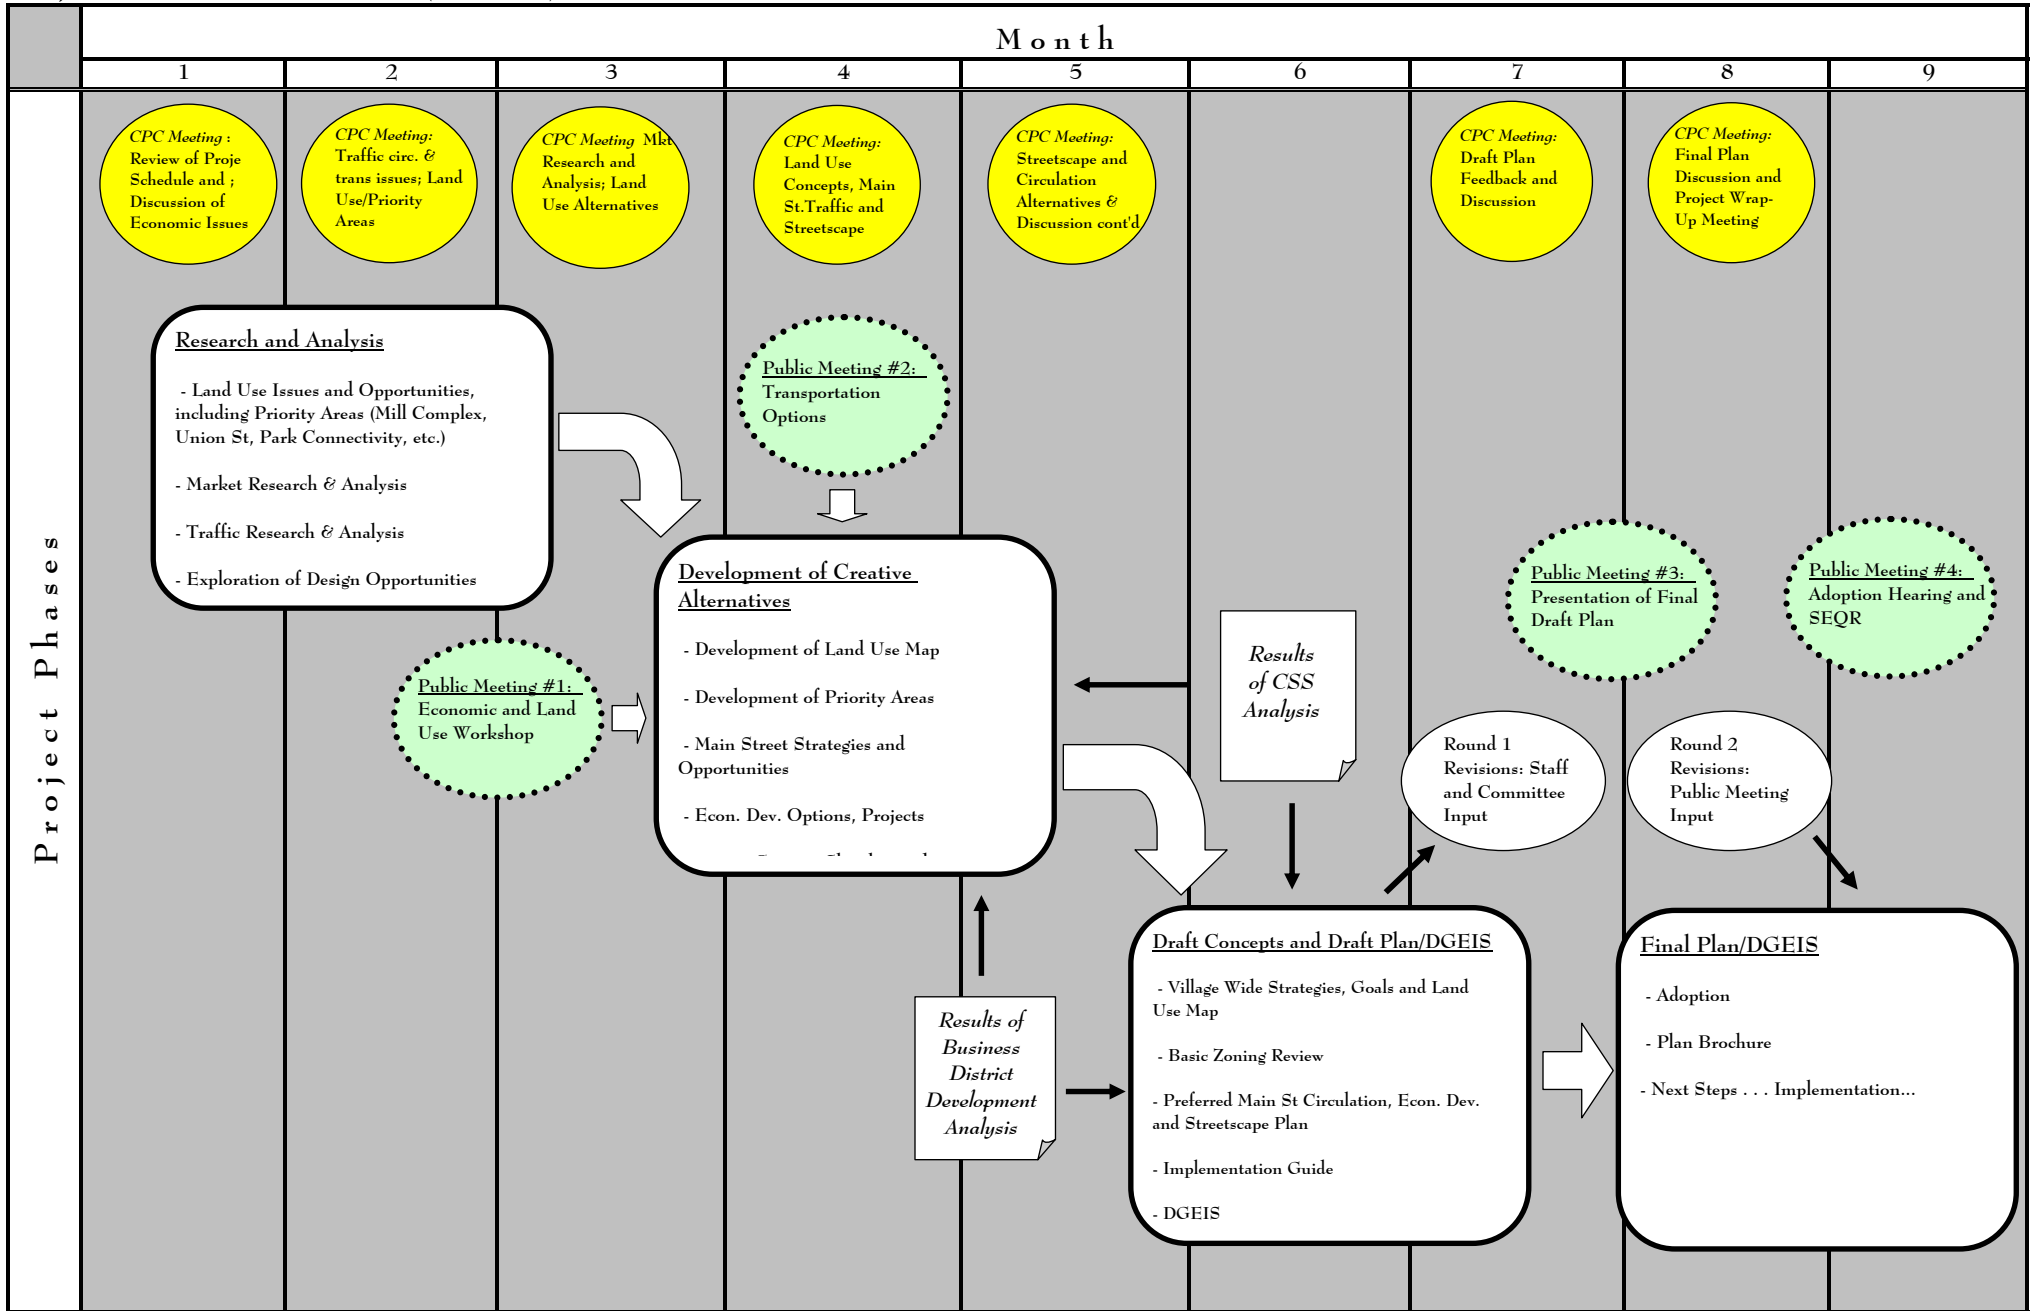 Month
1 2 3 4 5 6 7 8 9
Project Phases
CPC Meeting :
Review of Proje
Schedule and ;
Discussion of
Economic Issues
CPC Meeting:
Traffic circ. &
trans issues; Land
Use/Priority
Areas
CPC Meeting Mkt
Research and
Analysis; Land
Use Alternatives
CPC Meeting:
Land Use
Concepts, Main
St.Traffic and
Streetscape
CPC Meeting:
Streetscape and
Circulation
Alternatives &
Discussion cont'd
CPC Meeting:
Draft Plan
Feedback and
Discussion
CPC Meeting:
Final Plan
Discussion and
Project Wrap-
Up Meeting
Research and Analysis
- Land Use Issues and Opportunities,
including Priority Areas (Mill Complex,
Union St, Park Connectivity, etc.)
- Market Research & Analysis
- Traffic Research & Analysis
- Exploration of Design Opportunities
Public Meeting #2:
Transportation
Options
Public Meeting #1:
Economic and Land
Use Workshop
Development of Creative
Alternatives
- Development of Land Use Map
- Development of Priority Areas
- Main Street Strategies and
Opportunities
- Econ. Dev. Options, Projects
Results
of CSS
Analysis
Public Meeting #3:
Presentation of Final
Draft Plan
Public Meeting #4:
Adoption Hearing and
SEQR
Round 1
Revisions: Staff
and Committee
Input
Round 2
Revisions:
Public Meeting
Input
Results of
Business
District
Development
Analysis
Draft Concepts and Draft Plan/DGEIS
- Village Wide Strategies, Goals and Land
Use Map
- Basic Zoning Review
- Preferred Main St Circulation, Econ. Dev.
and Streetscape Plan
- Implementation Guide
- DGEIS
Final Plan/DGEIS
- Adoption
- Plan Brochure
- Next Steps . . . Implementation...